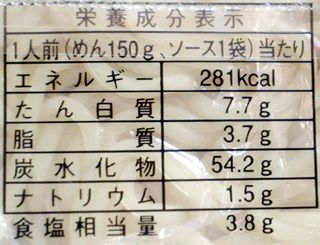 栄養成分表示
1人前(めん150g、ソース1袋)当たり
エネルギー 281kcal
たん白質 7.7g
脂質 3.7g
炭水化物 54.2g
ナトリウム 1.5g
食塩相当量 3.8g